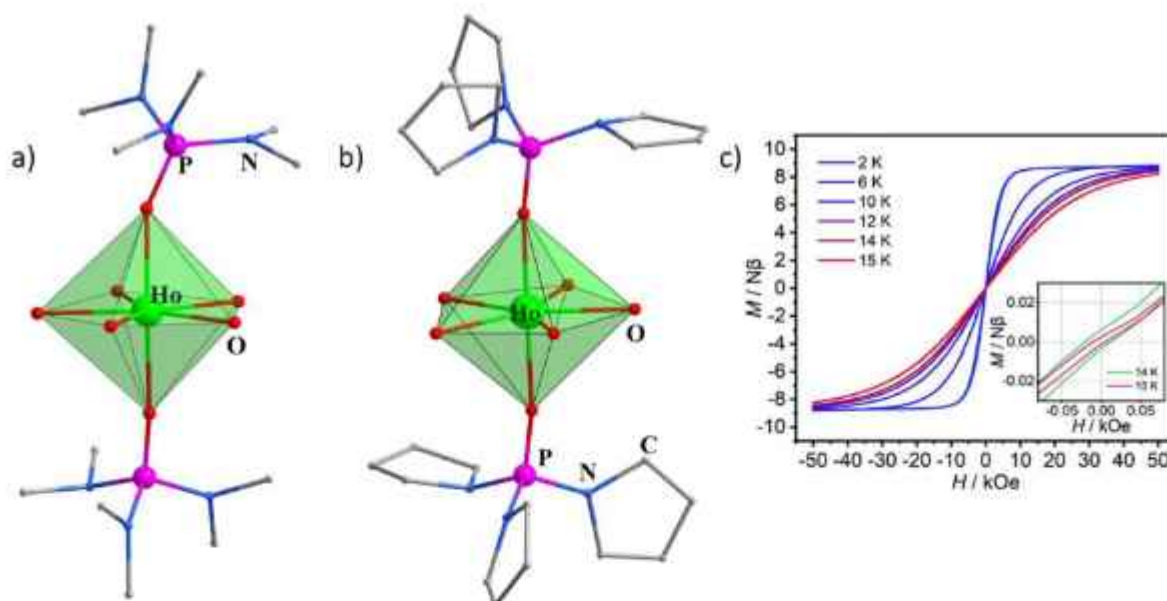 a)
P
N
Ho
O
b)
Ho
O
P
N
C
c)
M / Nβ
10
8
6
4
2
0
-2
-4
-6
-8
-10
2 K
6 K
10 K
12 K
14 K
15 K
M / Nβ
0.02
0.00
-0.02
14 K
-0.05 0.00 0.05
H / kOe
-50 -40 -30 -20 -10 0 10 20 30 40 50
H / kOe